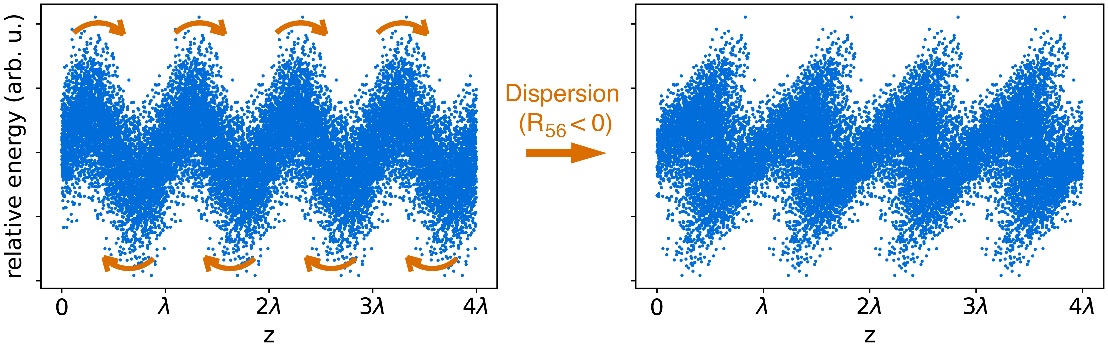 relative energy (arb. u.)
0 λ 2λ 3λ 4λ
z
Dispersion
(R₅₆ < 0)
0 λ 2λ 3λ 4λ
z